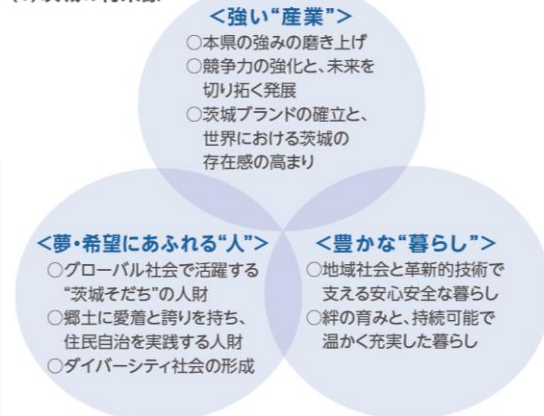 <強い“産業”>
○本県の強みの磨き上げ
○競争力の強化と、未来を
切り拓く発展
○茨城ブランドの確立と、
世界における茨城の
存在感の高まり
<夢・希望にあふれる“人”>
○グローバル社会で活躍する
“茨城そだち”の人財
○郷土に愛着と誇りを持ち、
住民自治を実践する人財
○ダイバーシティ社会の形成
<豊かな“暮らし”>
○地域社会と革新的技術で
支える安心安全な暮らし
○絆の育みと、持続可能で
温かく充実した暮らし